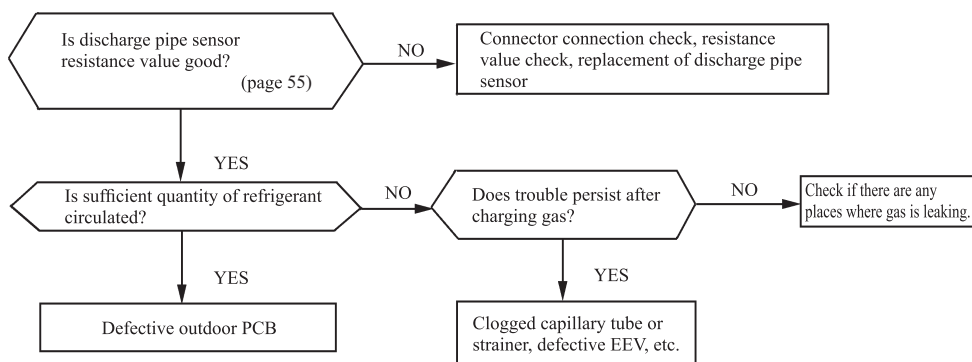 Is discharge pipe sensor
resistance value good?
(page 55)
NO
Connector connection check, resistance
value check, replacement of discharge pipe
sensor
YES
Is sufficient quantity of refrigerant
circulated?
NO
Does trouble persist after
charging gas?
NO
Check if there are any
places where gas is leaking.
YES
YES
Defective outdoor PCB
Clogged capillary tube or
strainer, defective EEV, etc.